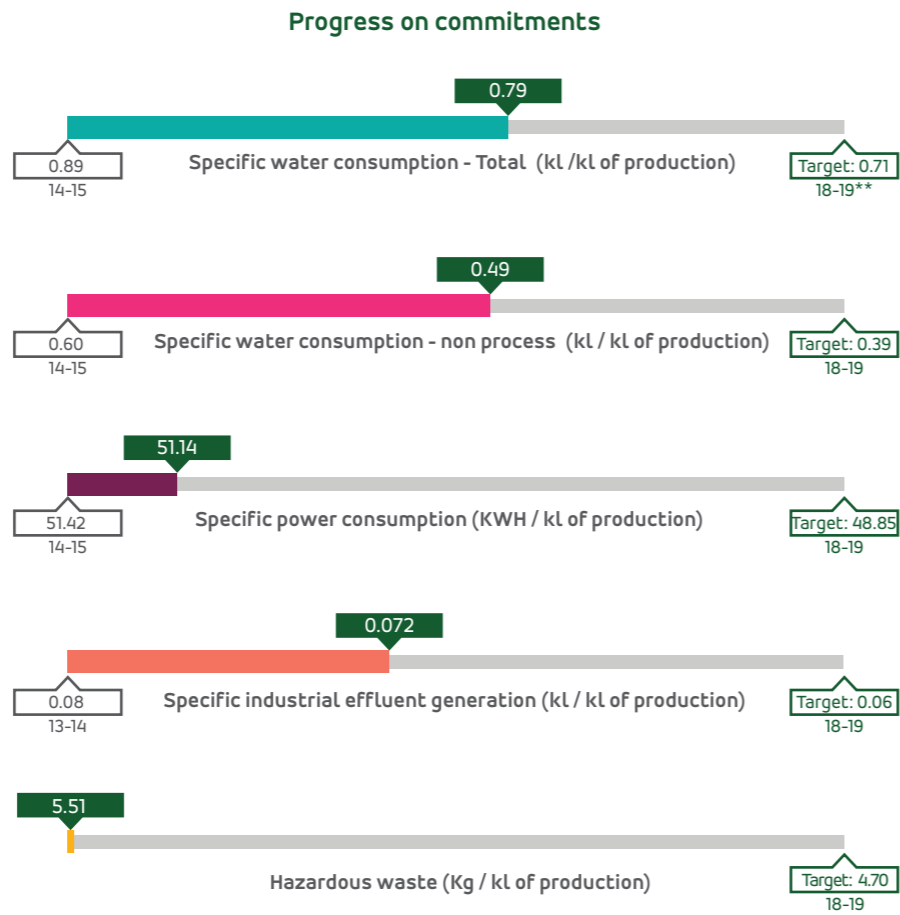 Progress on commitments
0.79
0.89
Specific water consumption - Total (kl /kl of production)
Target: 0.71
14-15
18-19**
0.49
0.60
Specific water consumption - non process (kl / kl of production)
Target: 0.39
14-15
18-19
51.14
51.42
Specific power consumption (KWH / kl of production)
Target: 48.85
14-15
18-19
0.072
0.08
Specific industrial effluent generation (kl / kl of production)
Target: 0.06
13-14
18-19
5.51
Hazardous waste (Kg / kl of production)
Target: 4.70
18-19